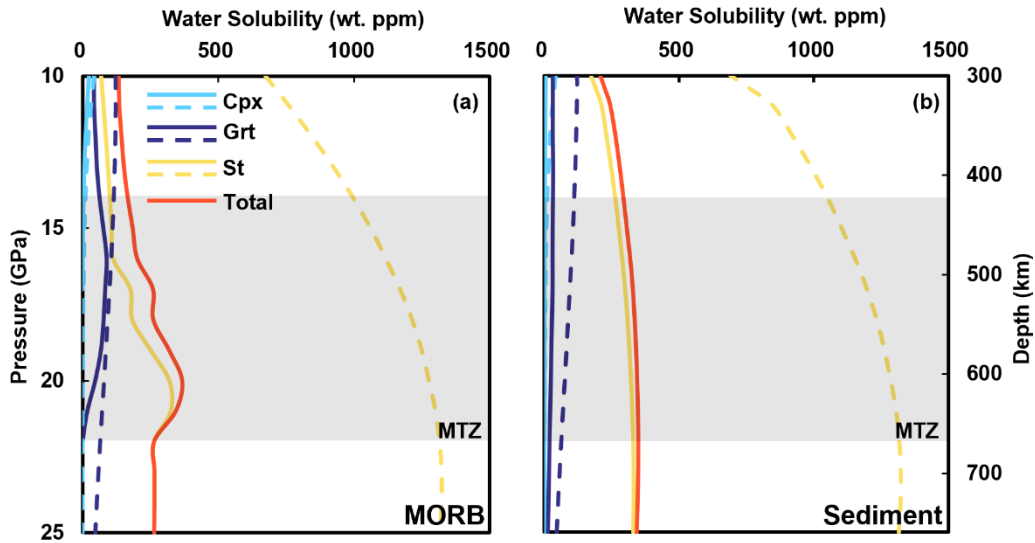 Water Solubility (wt. ppm) Water Solubility (wt. ppm)
0 500 1000 1500 0 500 1000 1500
10 (a) (b) 300
Cpx
Grt
St
Total
400
15
500
Pressure (GPa) Depth (km)
20 600
MTZ MTZ
700
25 MORB Sediment